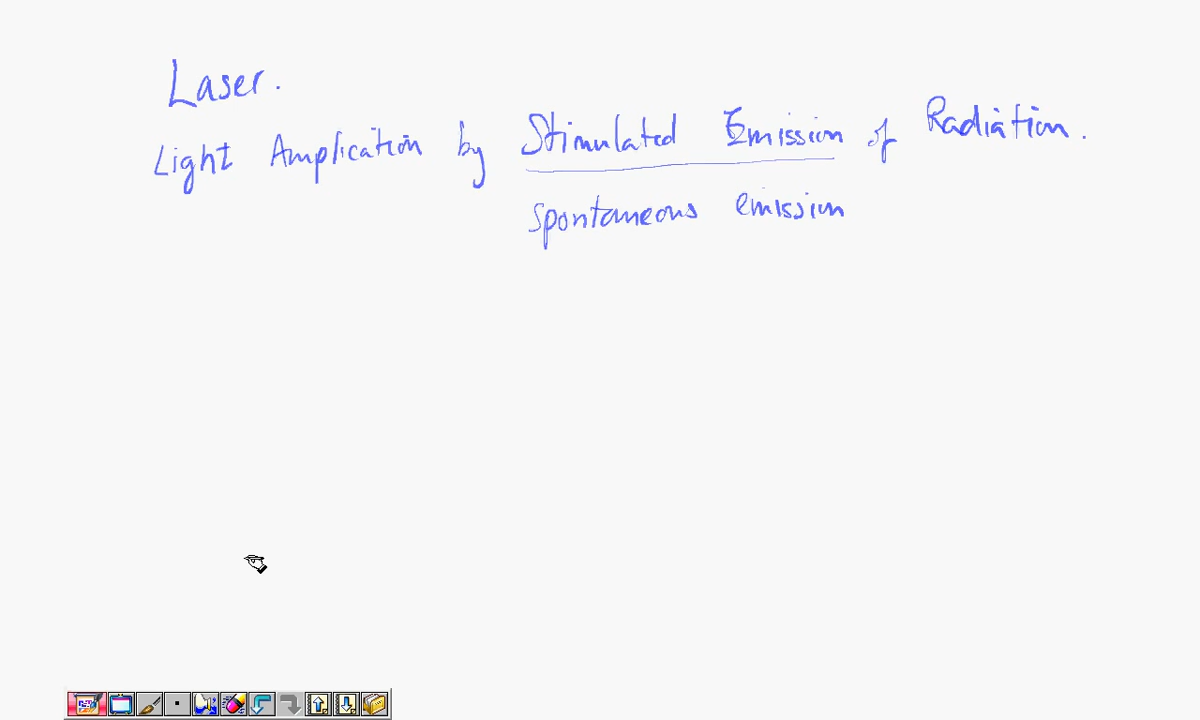 Laser.
Light Amplication by Stimulated Emission of Radiation.
spontaneous emission